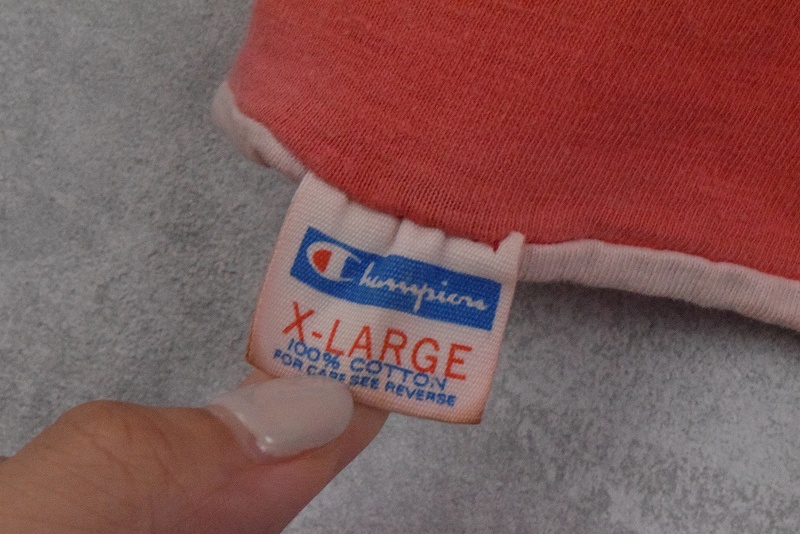 Champion
X-LARGE
100% COTTON
FOR CARE SEE REVERSE